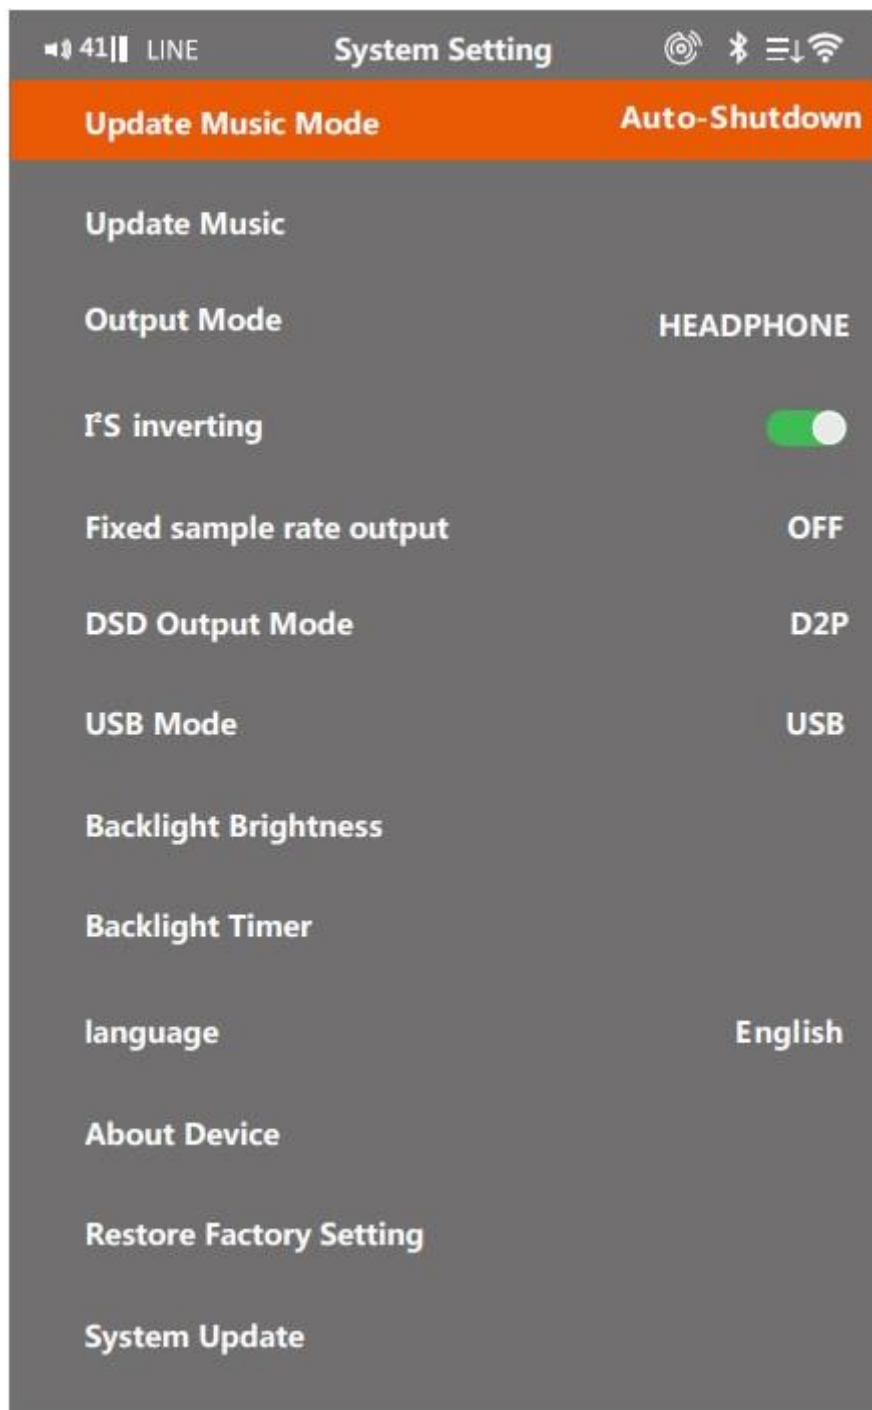 41 LINE System Setting
Update Music Mode Auto-Shutdown
Update Music
Output Mode HEADPHONE
I²S inverting
Fixed sample rate output OFF
DSD Output Mode D2P
USB Mode USB
Backlight Brightness
Backlight Timer
language English
About Device
Restore Factory Setting
System Update